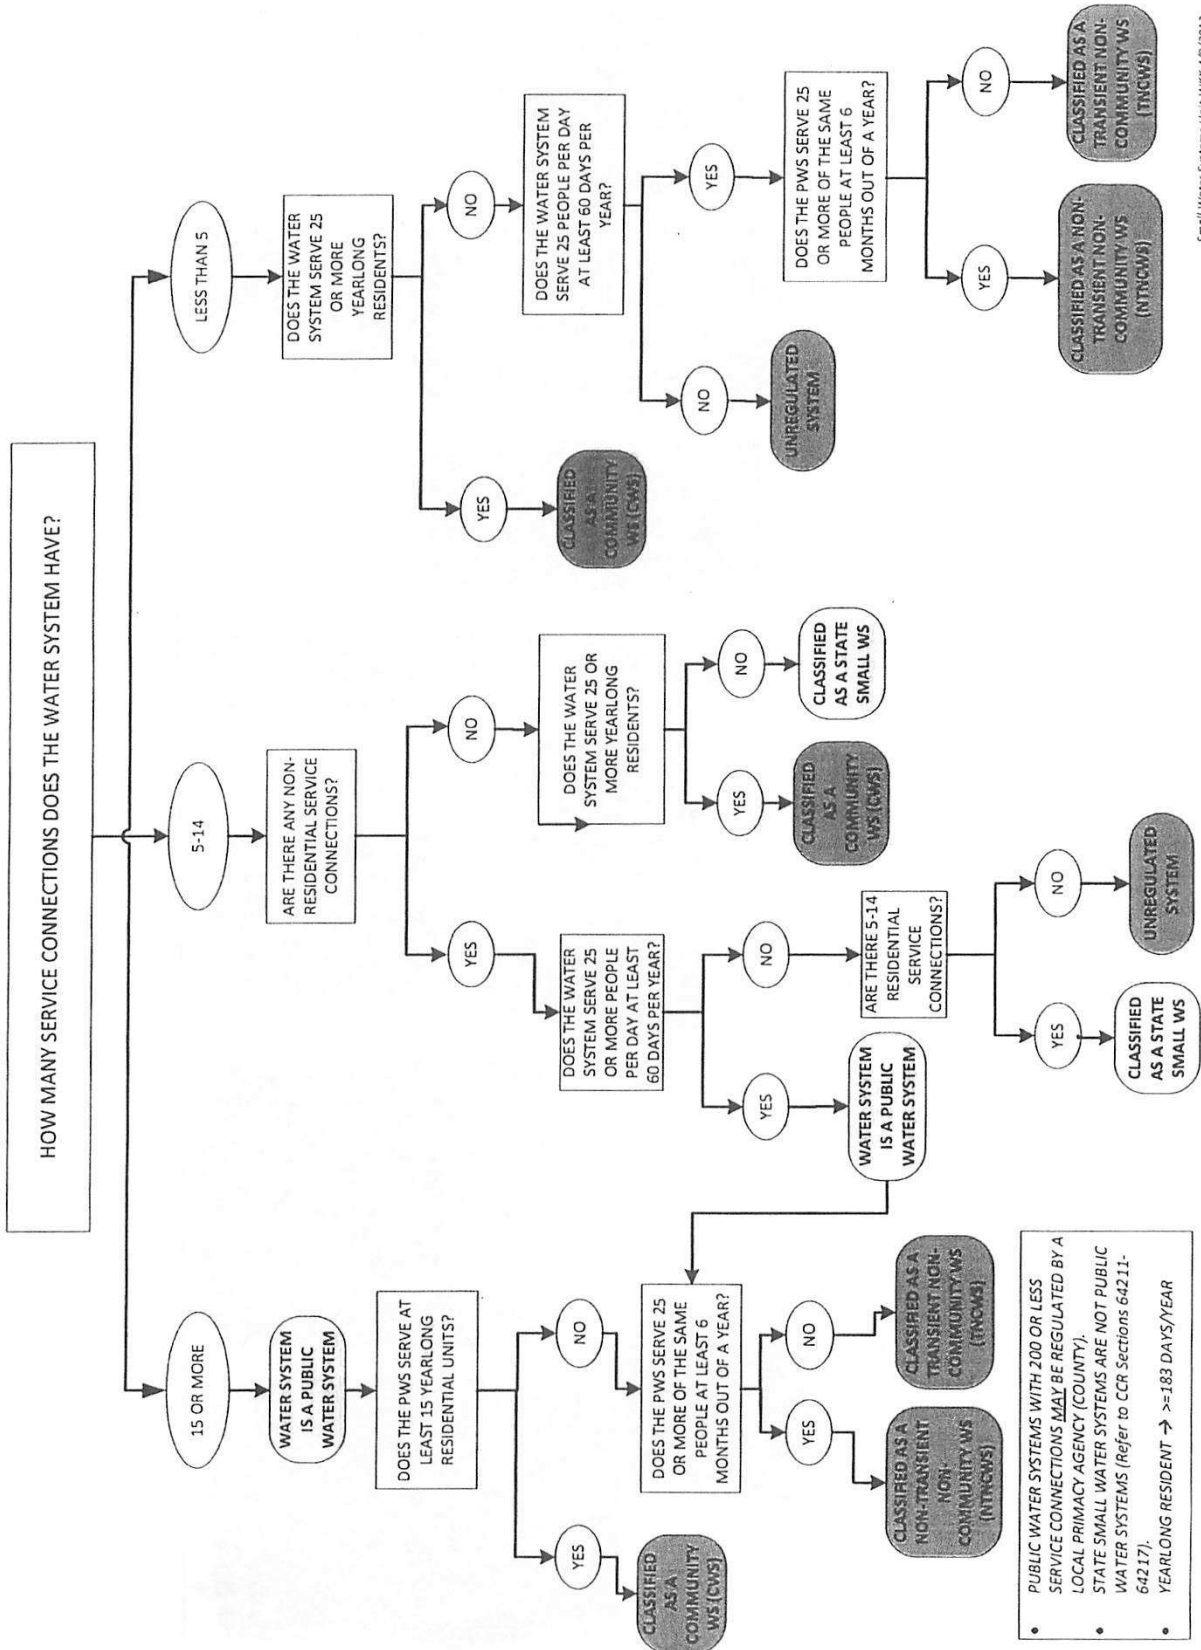 HOW MANY SERVICE CONNECTIONS DOES THE WATER SYSTEM HAVE?
15 OR MORE
WATER SYSTEM
IS A PUBLIC
WATER SYSTEM
DOES THE PWS SERVE AT
LEAST 15 YEARLONG
RESIDENTIAL UNITS?
YES
CLASSIFIED
AS A
COMMUNITY
WS (CWS)
NO
DOES THE PWS SERVE 25
OR MORE OF THE SAME
PEOPLE AT LEAST 6
MONTHS OUT OF A YEAR?
YES
CLASSIFIED AS A
NON-TRANSIENT
NON-
COMMUNITY WS
(NTNCWS)
NO
CLASSIFIED AS A
TRANSIENT NON-
COMMUNITY WS
(TNCWS)
5-14
ARE THERE ANY NON-
RESIDENTIAL SERVICE
CONNECTIONS?
YES
DOES THE WATER
SYSTEM SERVE 25
OR MORE PEOPLE
PER DAY AT LEAST
60 DAYS PER YEAR?
YES
WATER SYSTEM
IS A PUBLIC
WATER SYSTEM
NO
ARE THERE 5-14
RESIDENTIAL
SERVICE
CONNECTIONS?
YES
CLASSIFIED
AS A STATE
SMALL WS
NO
UNREGULATED
SYSTEM
NO
DOES THE WATER
SYSTEM SERVE 25 OR
MORE YEARLONG
RESIDENTS?
YES
CLASSIFIED
AS A
COMMUNITY
WS (CWS)
NO
CLASSIFIED
AS A STATE
SMALL WS
LESS THAN 5
DOES THE WATER
SYSTEM SERVE 25
OR MORE
YEARLONG
RESIDENTS?
YES
CLASSIFIED
AS A
COMMUNITY
WS (CWS)
NO
DOES THE WATER SYSTEM
SERVE 25 PEOPLE PER DAY
AT LEAST 60 DAYS PER
YEAR?
NO
UNREGULATED
SYSTEM
YES
DOES THE PWS SERVE 25
OR MORE OF THE SAME
PEOPLE AT LEAST 6
MONTHS OUT OF A YEAR?
YES
CLASSIFIED AS A NON-
TRANSIENT NON-
COMMUNITY WS
(NTNCWS)
NO
CLASSIFIED AS A
TRANSIENT NON-
COMMUNITY WS
(TNCWS)
• PUBLIC WATER SYSTEMS WITH 200 OR LESS
SERVICE CONNECTIONS MAY BE REGULATED BY A
LOCAL PRIMACY AGENCY (COUNTY).
• STATE SMALL WATER SYSTEMS ARE NOT PUBLIC
WATER SYSTEMS (Refer to CCR Sections 64211-
64217).
• YEARLONG RESIDENT → >=183 DAYS/YEAR